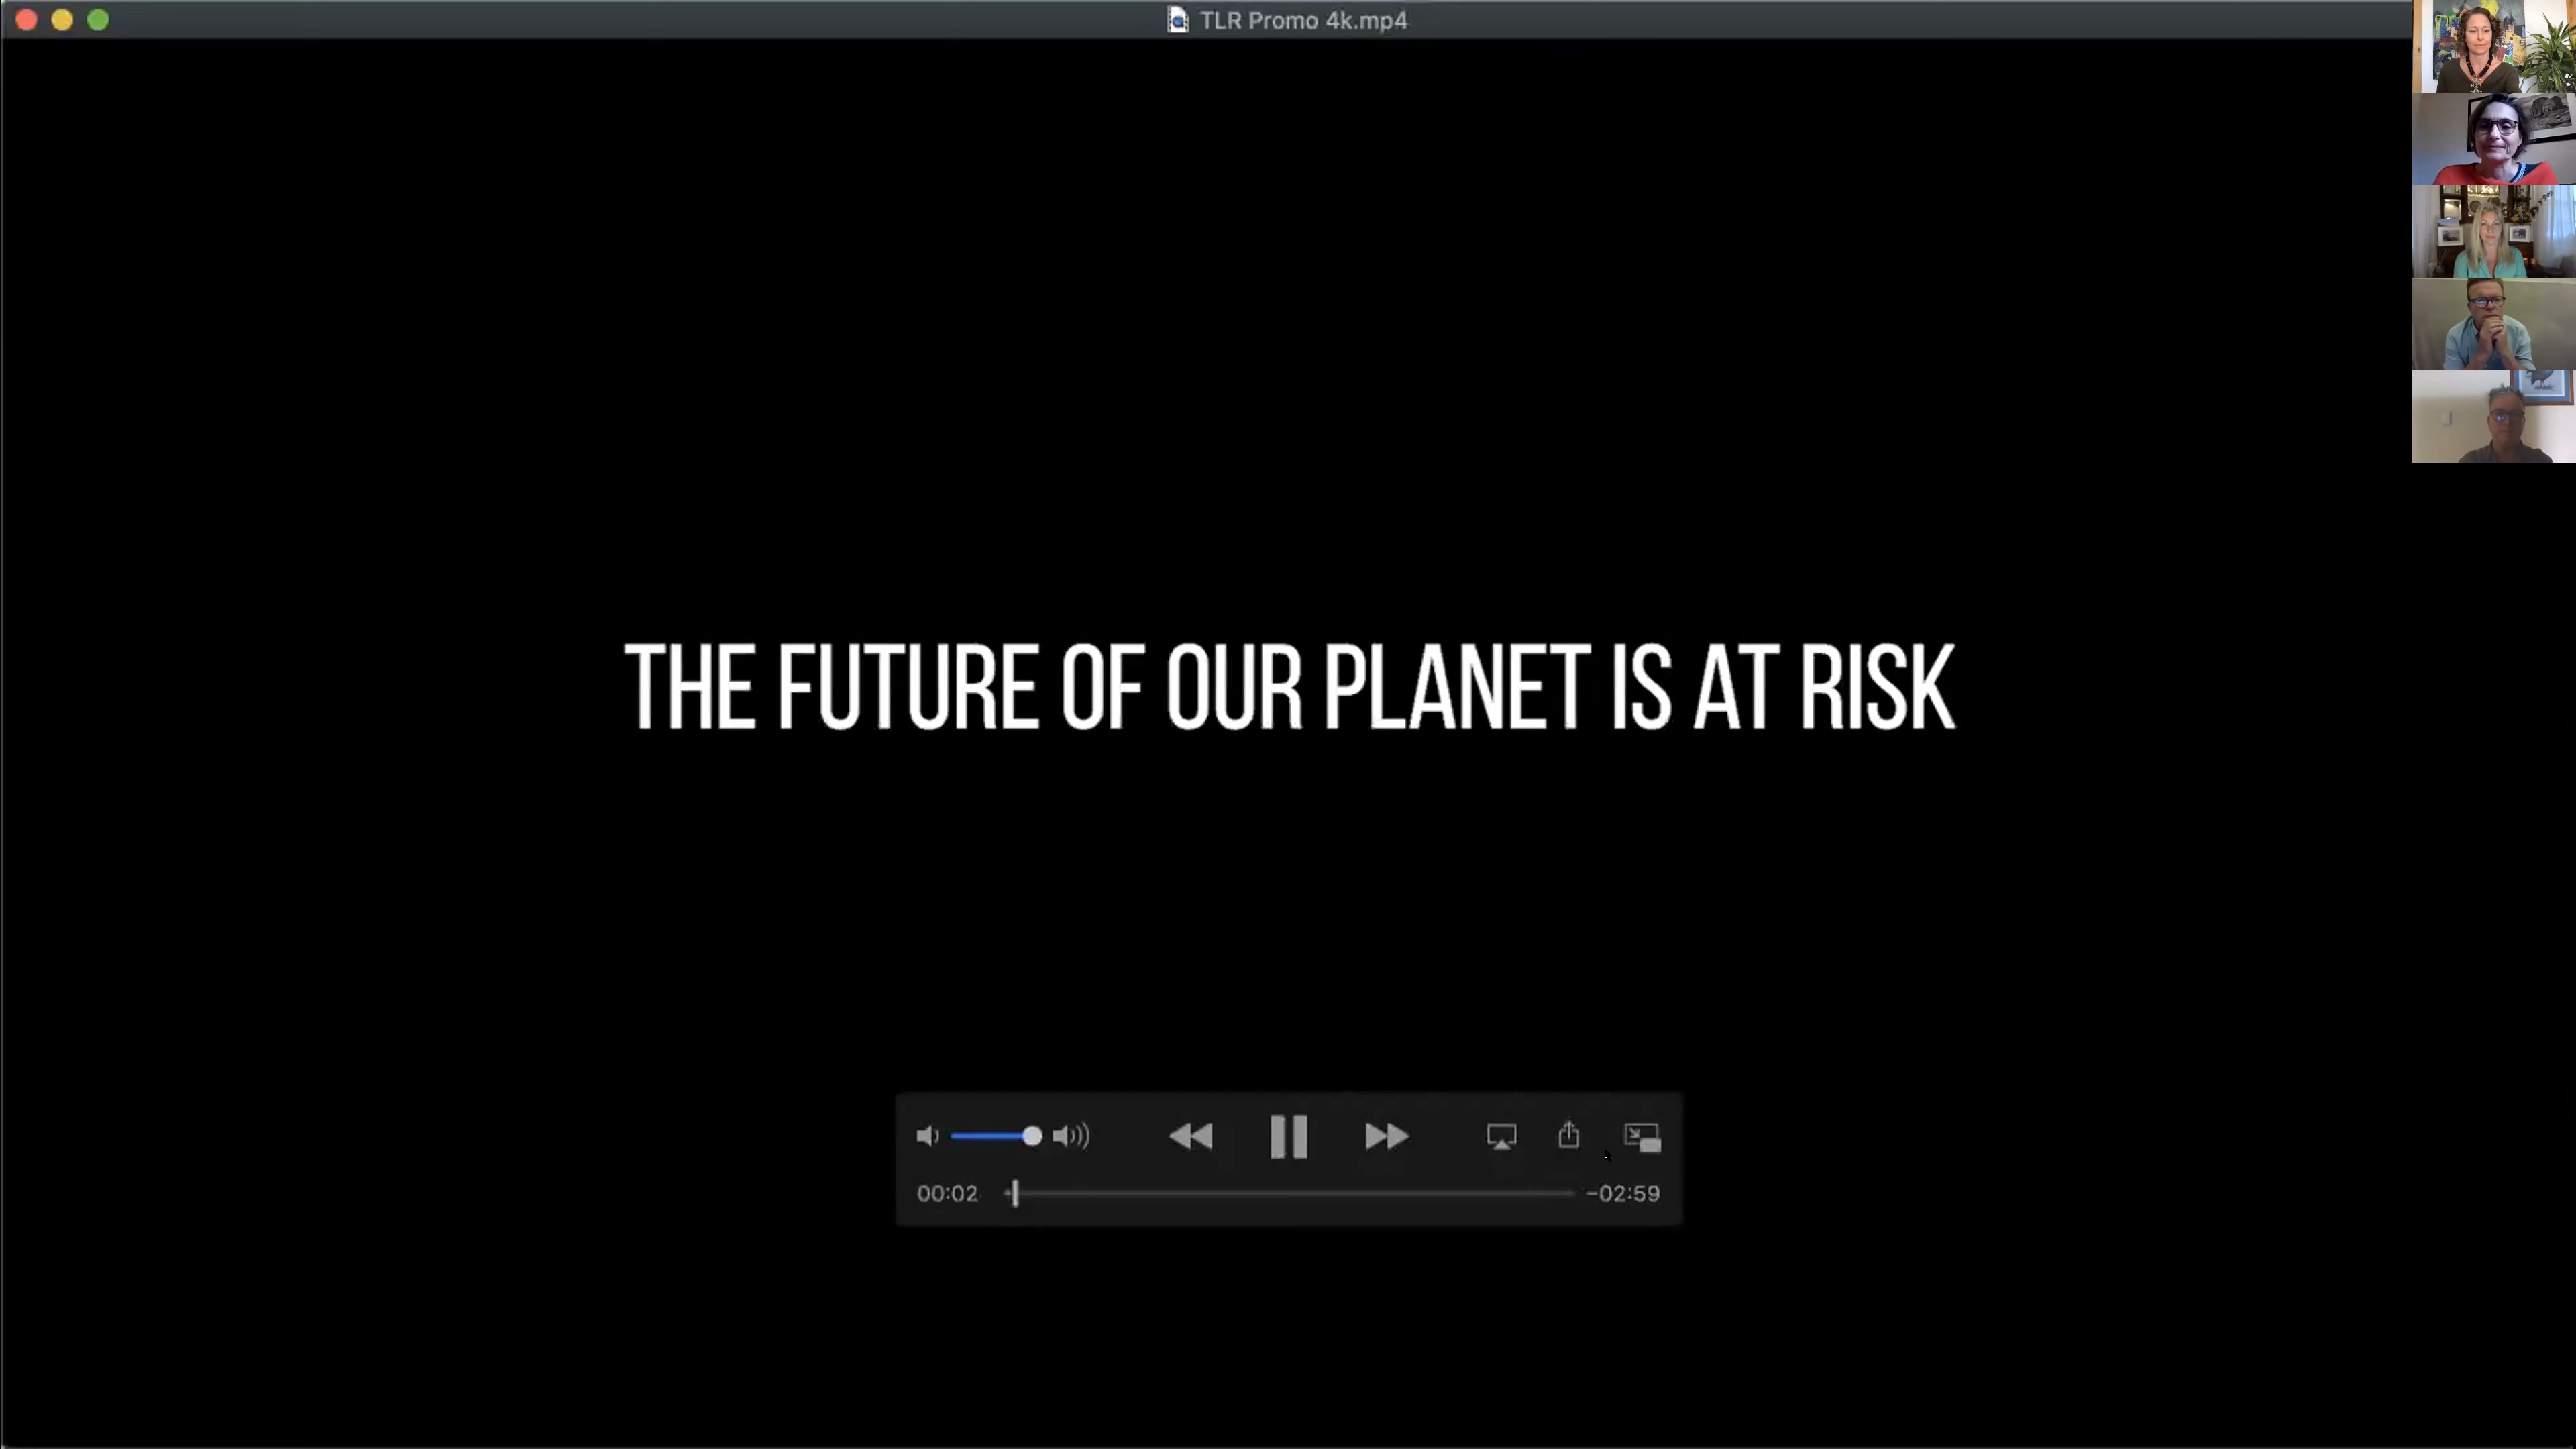 TLR Promo 4k.mp4
THE FUTURE OF OUR PLANET IS AT RISK
00:02
-02:59